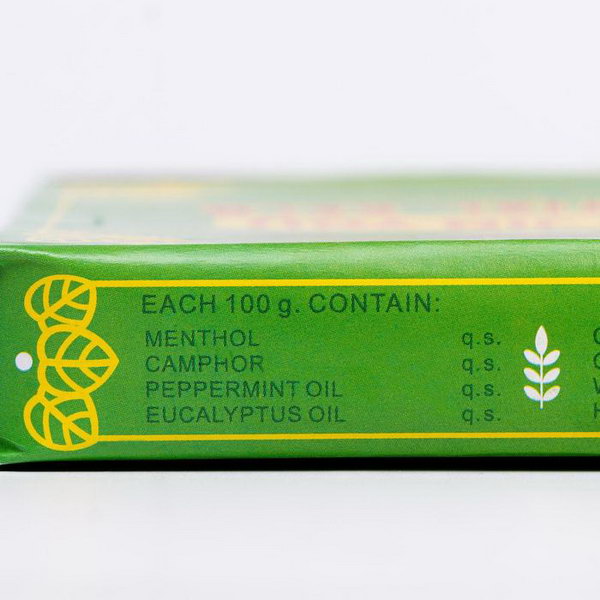 EACH 100 g. CONTAIN:
MENTHOL q.s.
CAMPHOR q.s.
PEPPERMINT OIL q.s.
EUCALYPTUS OIL q.s.